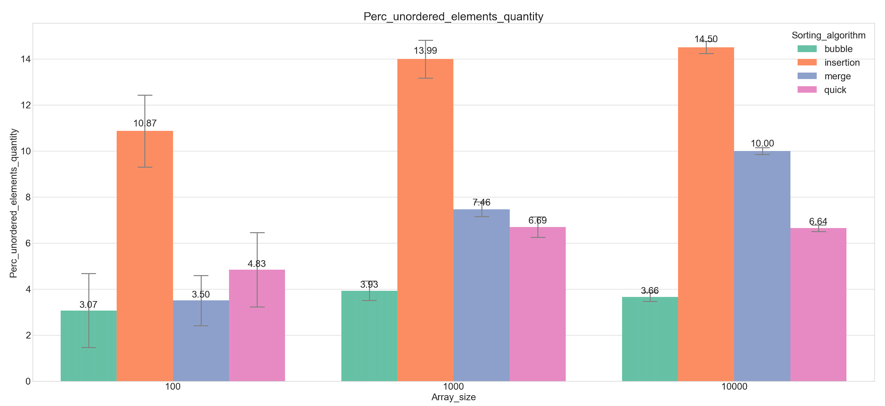 Perc_unordered_elements_quantity
Sorting_algorithm
bubble
insertion
merge
quick
Perc_unordered_elements_quantity
14
12
10
8
6
4
2
0
3.07
10.87
3.50
4.83
3.93
13.99
7.46
6.69
3.66
14.50
10.00
6.64
100
1000
10000
Array_size